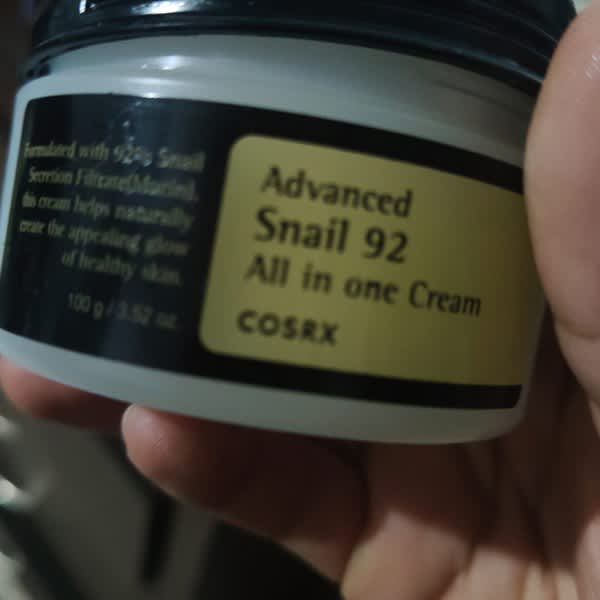 Formulated with 92% Snail
Secretion Filtrate(Mucin),
this cream helps naturally
create the appealing glow
of healthy skin.
100 g / 3.52 oz.
Advanced
Snail 92
All in one Cream
COSRX